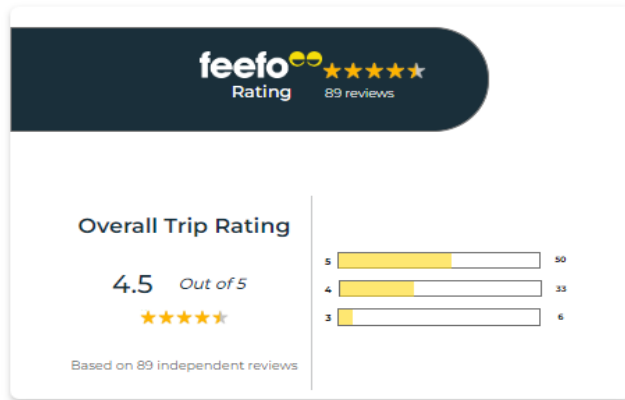 feefo
Rating
89 reviews
Overall Trip Rating
4.5 Out of 5
Based on 89 independent reviews
5 50
4 33
3 6